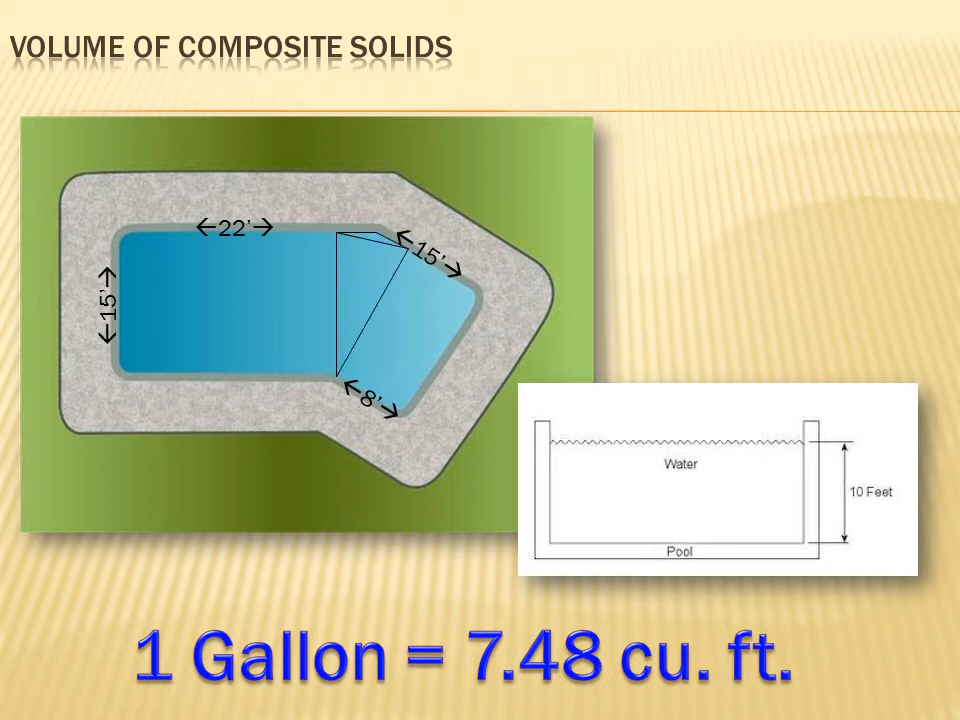 VOLUME OF COMPOSITE SOLIDS
←22’→
←15’→
←15’→
←8’→
Water
10 Feet
Pool
1 Gallon = 7.48 cu. ft.